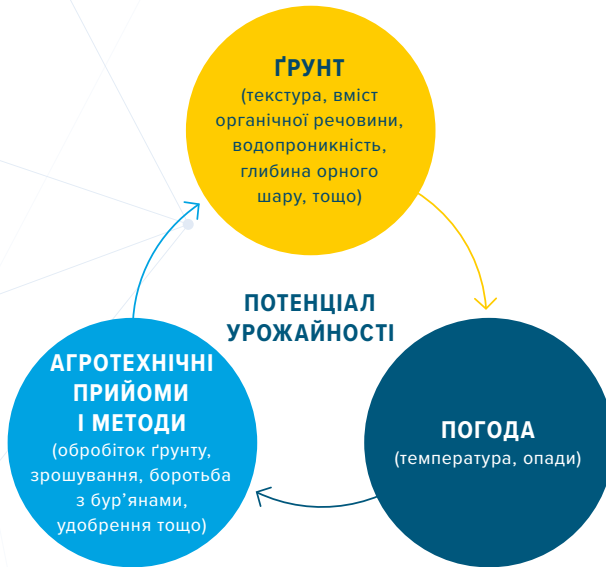 ҐРУНТ
(текстура, вміст
органічної речовини,
водопроникність,
глибина орного
шару, тощо)
ПОТЕНЦІАЛ
УРОЖАЙНОСТІ
АГРОТЕХНІЧНІ
ПРИЙОМИ
І МЕТОДИ
(обробіток ґрунту,
зрошування, боротьба
з бур’янами,
удобрення тощо)
ПОГОДА
(температура, опади)